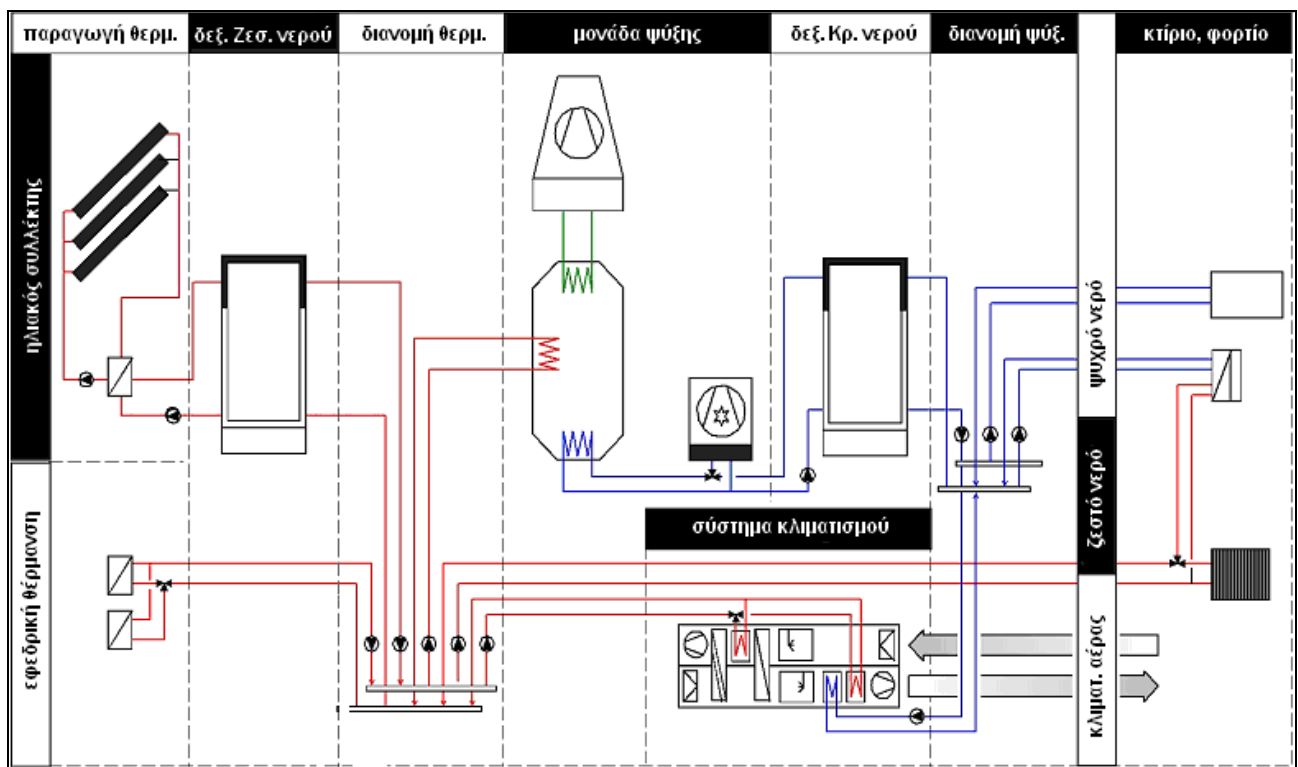 παραγωγή θερμ.
δεξ. Ζεσ. νερού
διανομή θερμ.
μονάδα ψύξης
δεξ. Κρ. νερού
διανομή ψύξ.
κτίριο, φορτίο
ηλιακός συλλέκτης
ψυχρό νερό
ζεστό νερό
σύστημα κλιματισμού
εφεδρική θέρμανση
κλιματ. αέρας